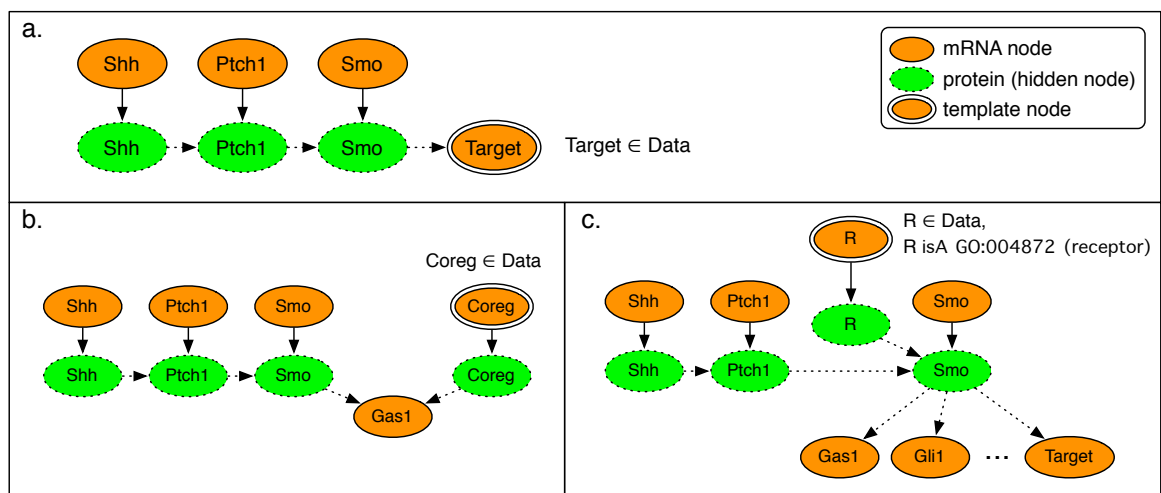 a.
Shh Ptch1 Smo
Shh Ptch1 Smo Target
Target ∈ Data
mRNA node
protein (hidden node)
template node
b.
Coreg ∈ Data
Shh Ptch1 Smo Coreg
Shh Ptch1 Smo Coreg
Gas1
c.
R
R ∈ Data,
R isA GO:004872 (receptor)
Shh Ptch1 Smo
R
Shh Ptch1 Smo
Gas1 Gli1 ... Target